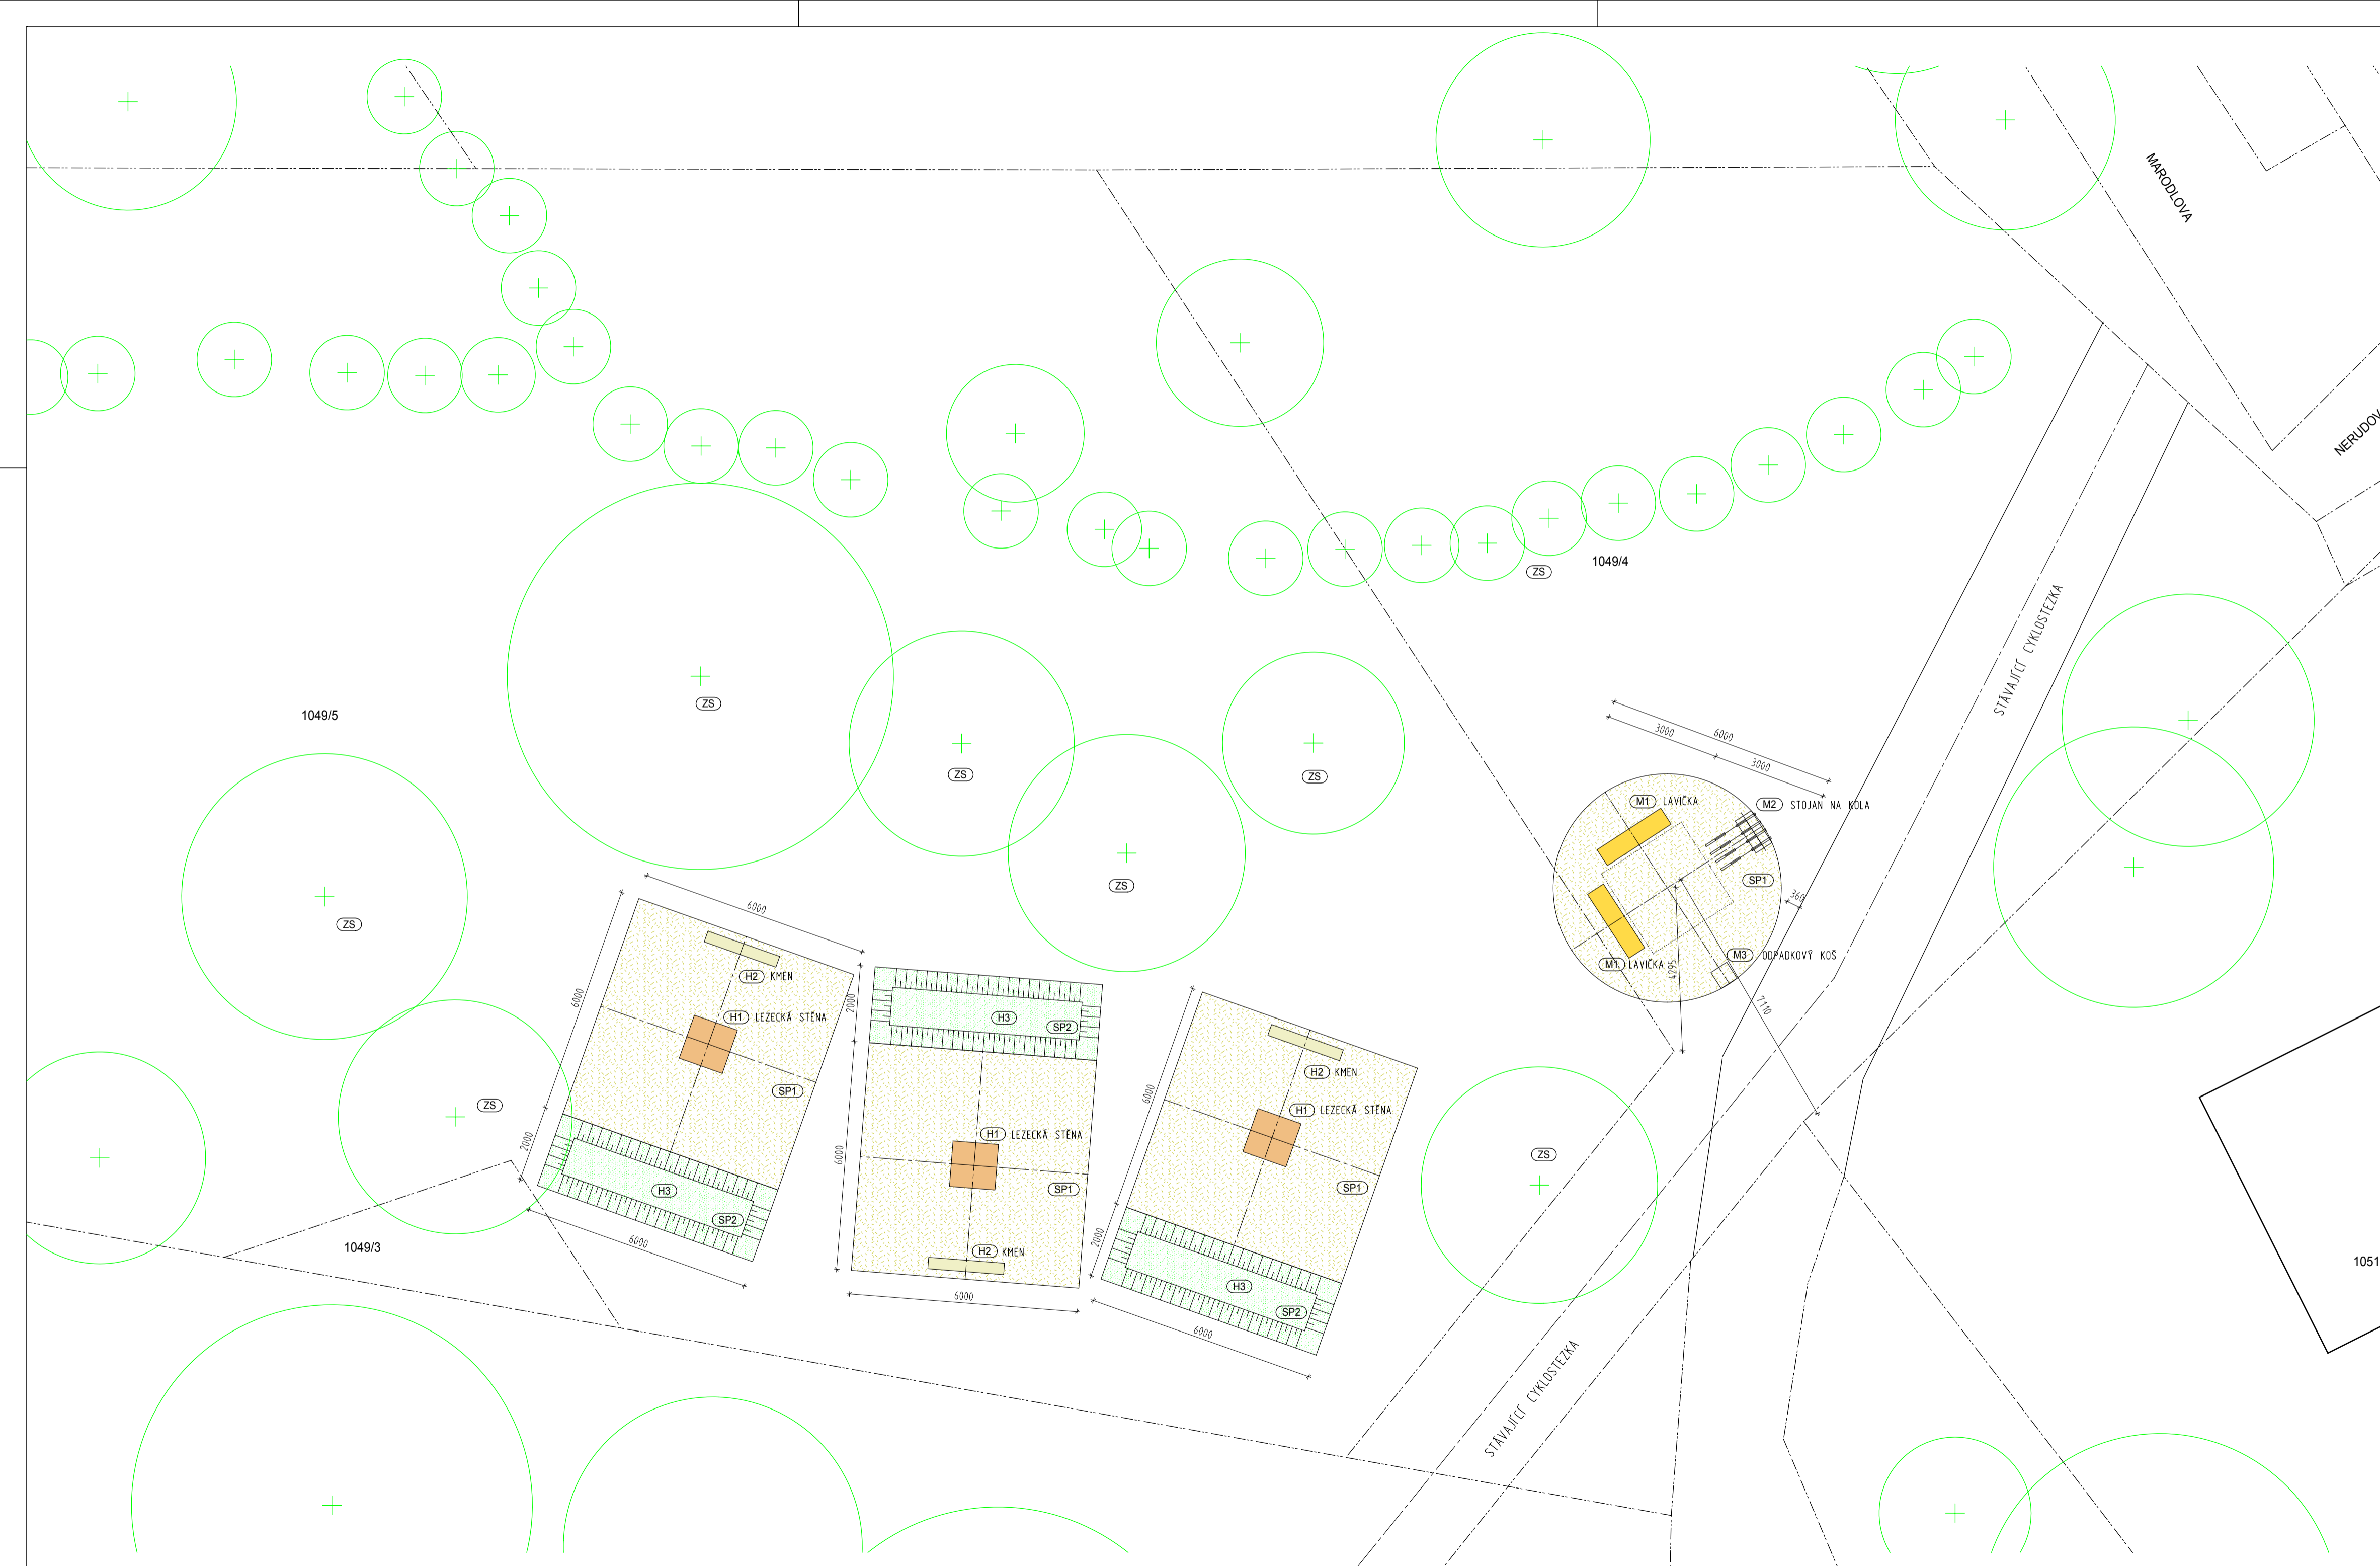 MARODLOVA
1049/4
ZS
STÁVAJÍCÍ CYKLOSTEZKA
1049/5
ZS
ZS
ZS
ZS
ZS
ZS
ZS
6000
3000
3000
M1 LAVIČKA
M2 STOJAN NA KOLA
SP1
360
M1 LAVIČKA
4295
M3 ODPADKOVÝ KOŠ
7110
6000
6000
H2 KMEN
H1 LEZECKÁ STĚNA
SP1
2000
H3
SP2
6000
2000
H3
SP2
6000
H1 LEZECKÁ STĚNA
SP1
H2 KMEN
6000
6000
H2 KMEN
H1 LEZECKÁ STĚNA
SP1
2000
H3
SP2
6000
1049/3
STÁVAJÍCÍ CYKLOSTEZKA
1051